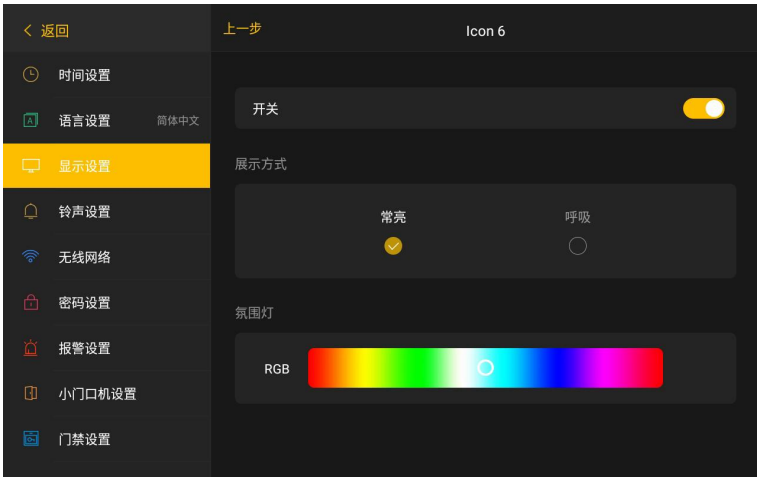 返回
时间设置
语言设置 简体中文
显示设置
铃声设置
无线网络
密码设置
报警设置
小门口机设置
门禁设置
上一步 Icon 6
开关
展示方式
常亮 呼吸
氛围灯
RGB